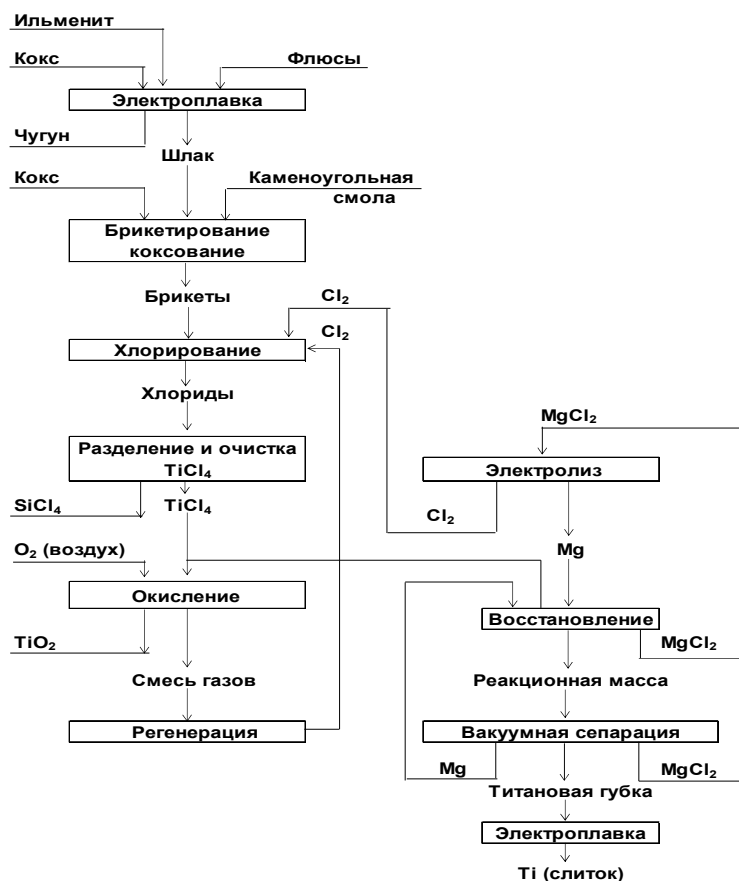 Ильменит
Кокс
Флюсы
Электроплавка
Чугун
Шлак
Кокс
Каменоугольная
смола
Брикетирование
коксование
Брикеты
Cl₂
Cl₂
Хлорирование
Хлориды
MgCl₂
Разделение и очистка
TiCl₄
Электролиз
SiCl₄
TiCl₄
Cl₂
O₂ (воздух)
Mg
Окисление
Восстановление
TiO₂
MgCl₂
Смесь газов
Реакционная масса
Регенерация
Вакуумная сепарация
Mg
MgCl₂
Титановая губка
Электроплавка
Ti (слиток)